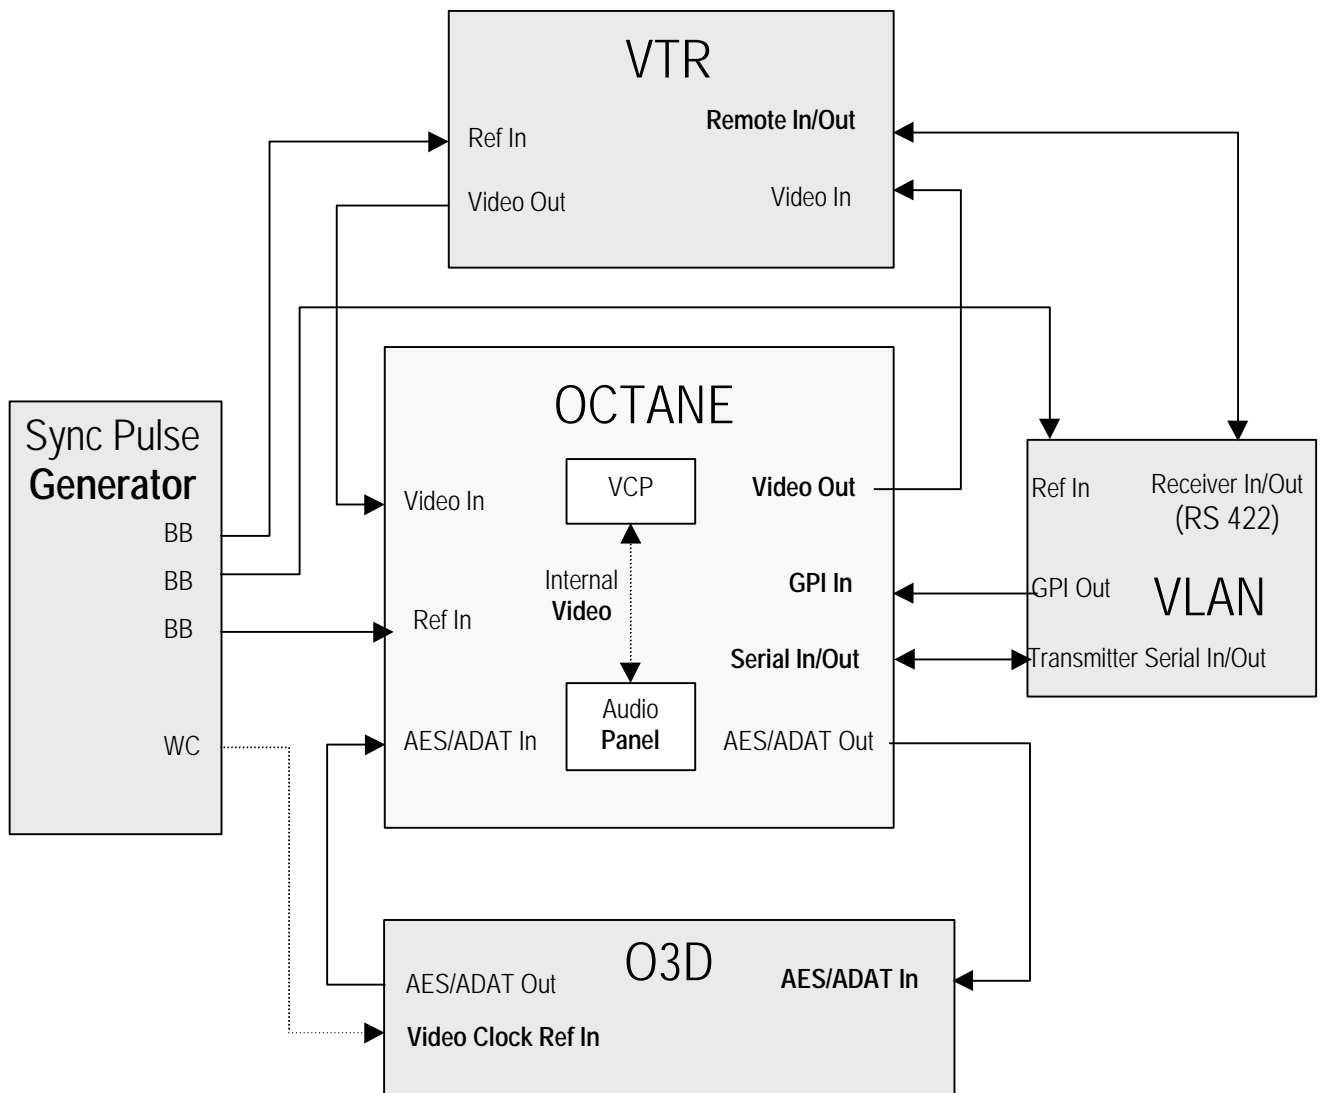 VTR
Remote In/Out
Ref In
Video Out
Video In
Sync Pulse
Generator
BB
BB
BB
WC
OCTANE
VCP
Video In
Video Out
Internal
Video
GPI In
Ref In
Serial In/Out
Audio
Panel
AES/ADAT In
AES/ADAT Out
Ref In
Receiver In/Out
(RS 422)
GPI Out
VLAN
Transmitter Serial In/Out
O3D
AES/ADAT Out
AES/ADAT In
Video Clock Ref In